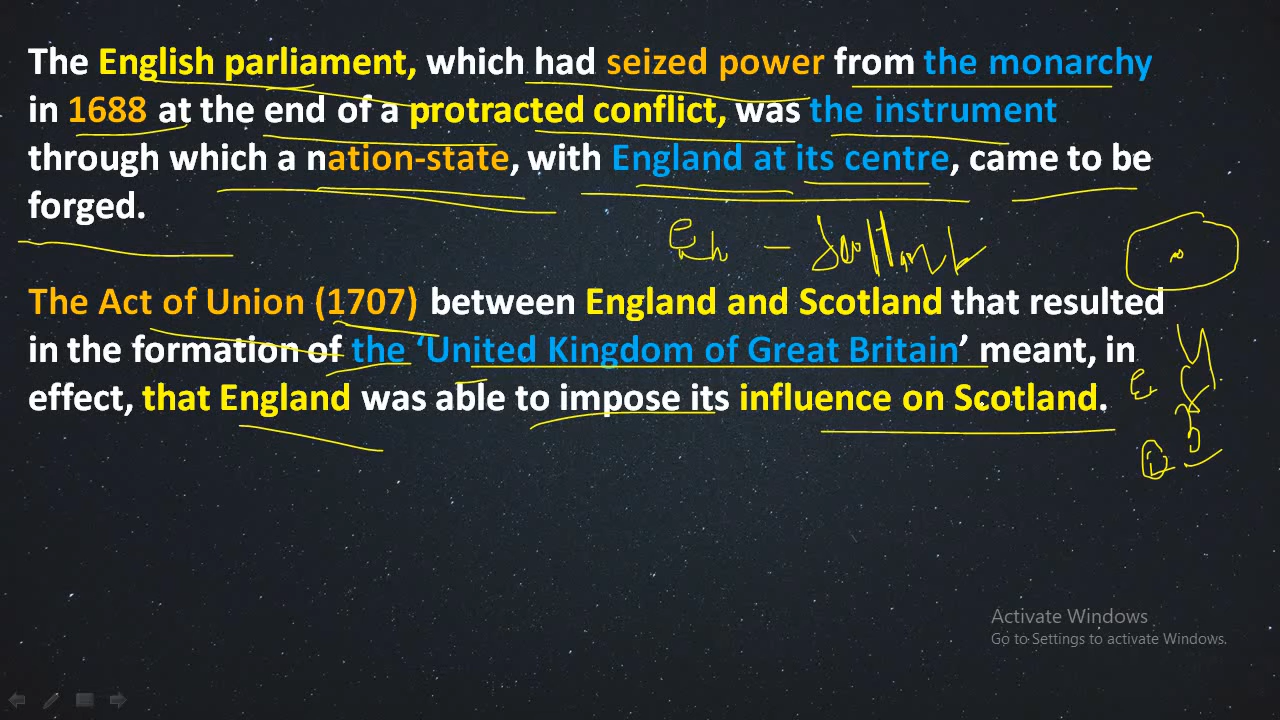 The English parliament, which had seized power from the monarchy
in 1688 at the end of a protracted conflict, was the instrument
through which a nation-state, with England at its centre, came to be
forged.
The Act of Union (1707) between England and Scotland that resulted
in the formation of the ‘United Kingdom of Great Britain’ meant, in
effect, that England was able to impose its influence on Scotland.
Activate Windows
Go to Settings to activate Windows.